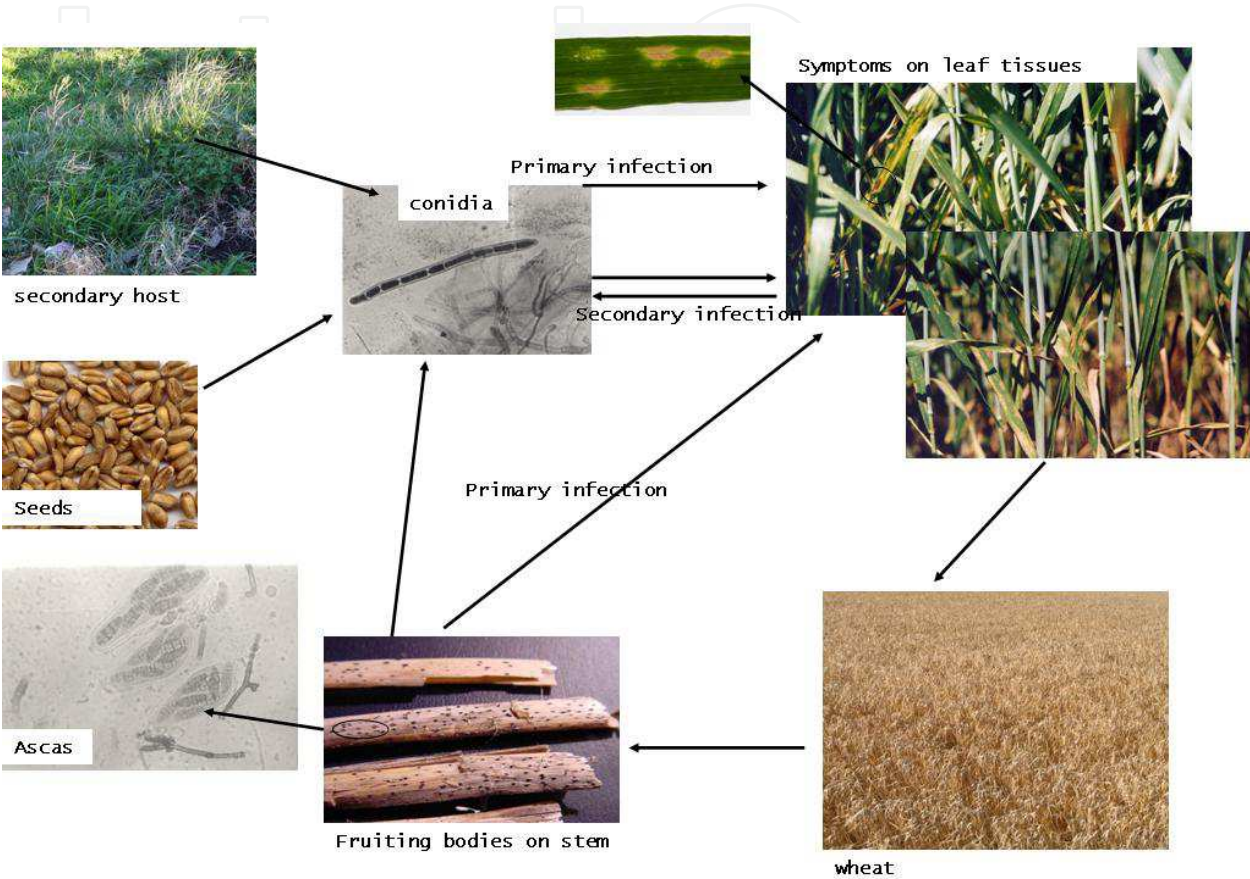 Symptoms on leaf tissues
Primary infection
conidia
secondary host
Secondary infection
Seeds
Primary infection
Ascas
Fruiting bodies on stem
wheat